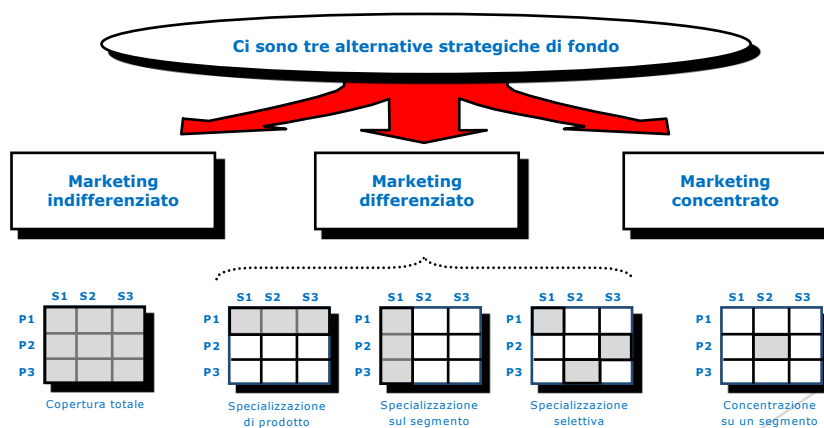 Ci sono tre alternative strategiche di fondo
Marketing
indifferenziato
Marketing
differenziato
Marketing
concentrato
S1 S2 S3
P1
P2
P3
Copertura totale
S1 S2 S3
P1
P2
P3
Specializzazione
di prodotto
S1 S2 S3
P1
P2
P3
Specializzazione
sul segmento
S1 S2 S3
P1
P2
P3
Specializzazione
selettiva
S1 S2 S3
P1
P2
P3
Concentrazione
su un segmento